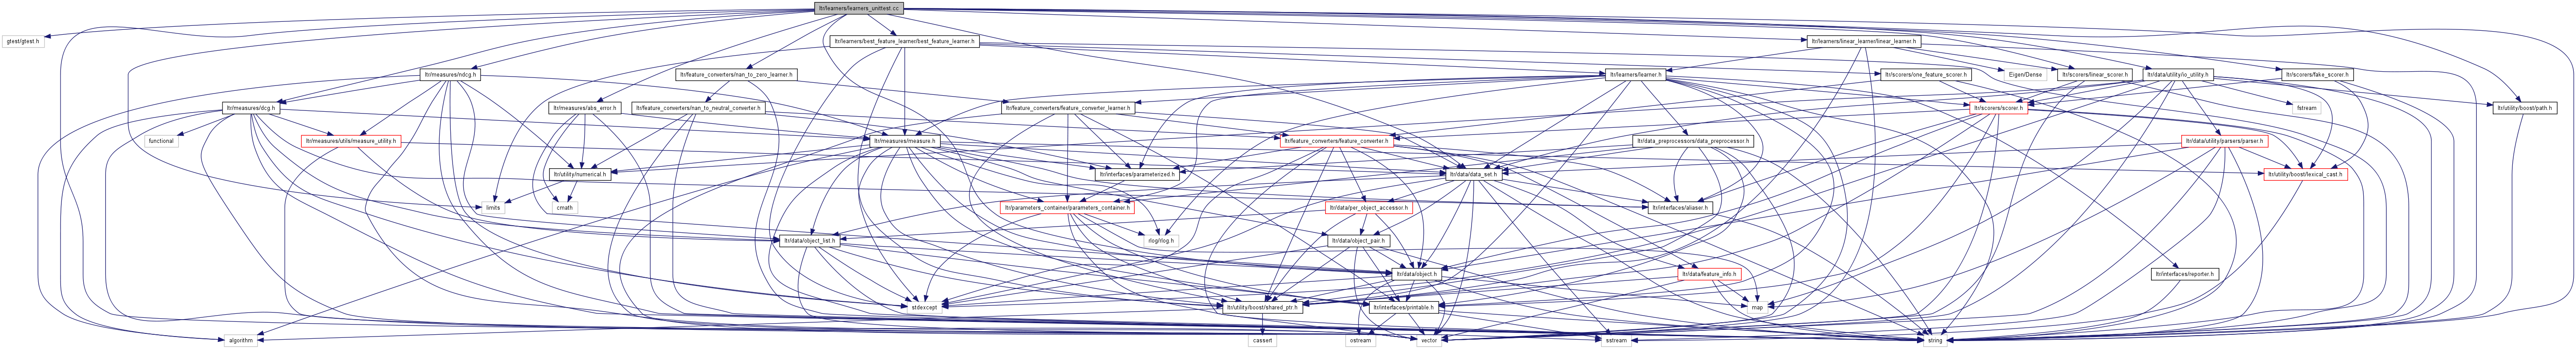 ltr/learners/learners_unittest.cc
gtest/gtest.h
ltr/learners/best_feature_learner/best_feature_learner.h
ltr/learners/linear_learner/linear_learner.h
ltr/measures/ndcg.h
ltr/feature_converters/nan_to_zero_learner.h
ltr/learners/learner.h
Eigen/Dense
ltr/scorers/one_feature_scorer.h
ltr/scorers/linear_scorer.h
ltr/data/utility/io_utility.h
ltr/scorers/fake_scorer.h
ltr/measures/dcg.h
ltr/measures/abs_error.h
ltr/feature_converters/nan_to_neutral_converter.h
ltr/feature_converters/feature_converter_learner.h
ltr/scorers/scorer.h
fstream
ltr/utility/boost/path.h
functional
ltr/measures/utils/measure_utility.h
ltr/measures/measure.h
ltr/feature_converters/feature_converter.h
ltr/data_preprocessors/data_preprocessor.h
ltr/data/utility/parsers/parser.h
ltr/utility/numerical.h
ltr/interfaces/parameterized.h
ltr/data/data_set.h
ltr/utility/boost/lexical_cast.h
limits
cmath
ltr/parameters_container/parameters_container.h
ltr/data/per_object_accessor.h
ltr/interfaces/aliaser.h
ltr/data/object_list.h
rlog/rlog.h
ltr/data/object_pair.h
ltr/data/object.h
ltr/data/feature_info.h
ltr/interfaces/reporter.h
stdexcept
ltr/utility/boost/shared_ptr.h
ltr/interfaces/printable.h
map
algorithm
cassert
ostream
vector
sstream
string